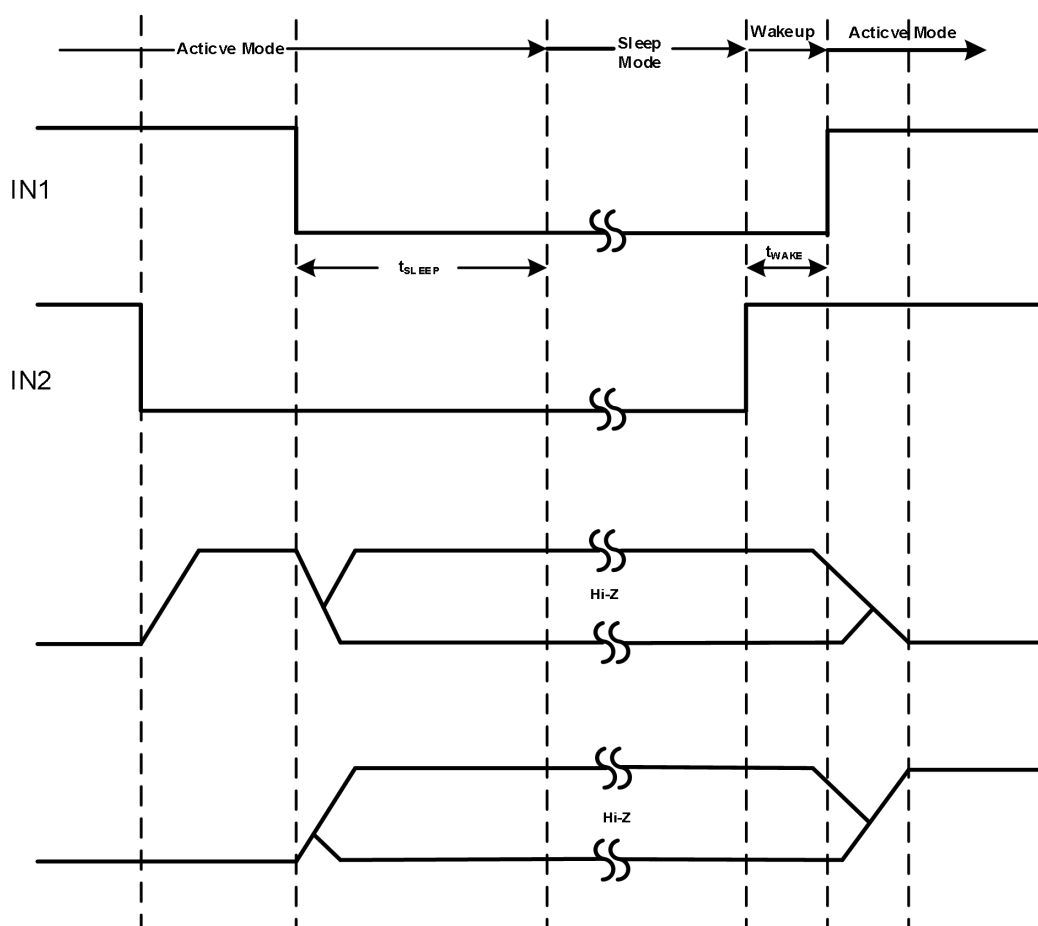 Acticve Mode
Sleep
Mode
Wakeup
Acticve Mode
IN1
tSLEEP
tWAKE
IN2
Hi-Z
Hi-Z